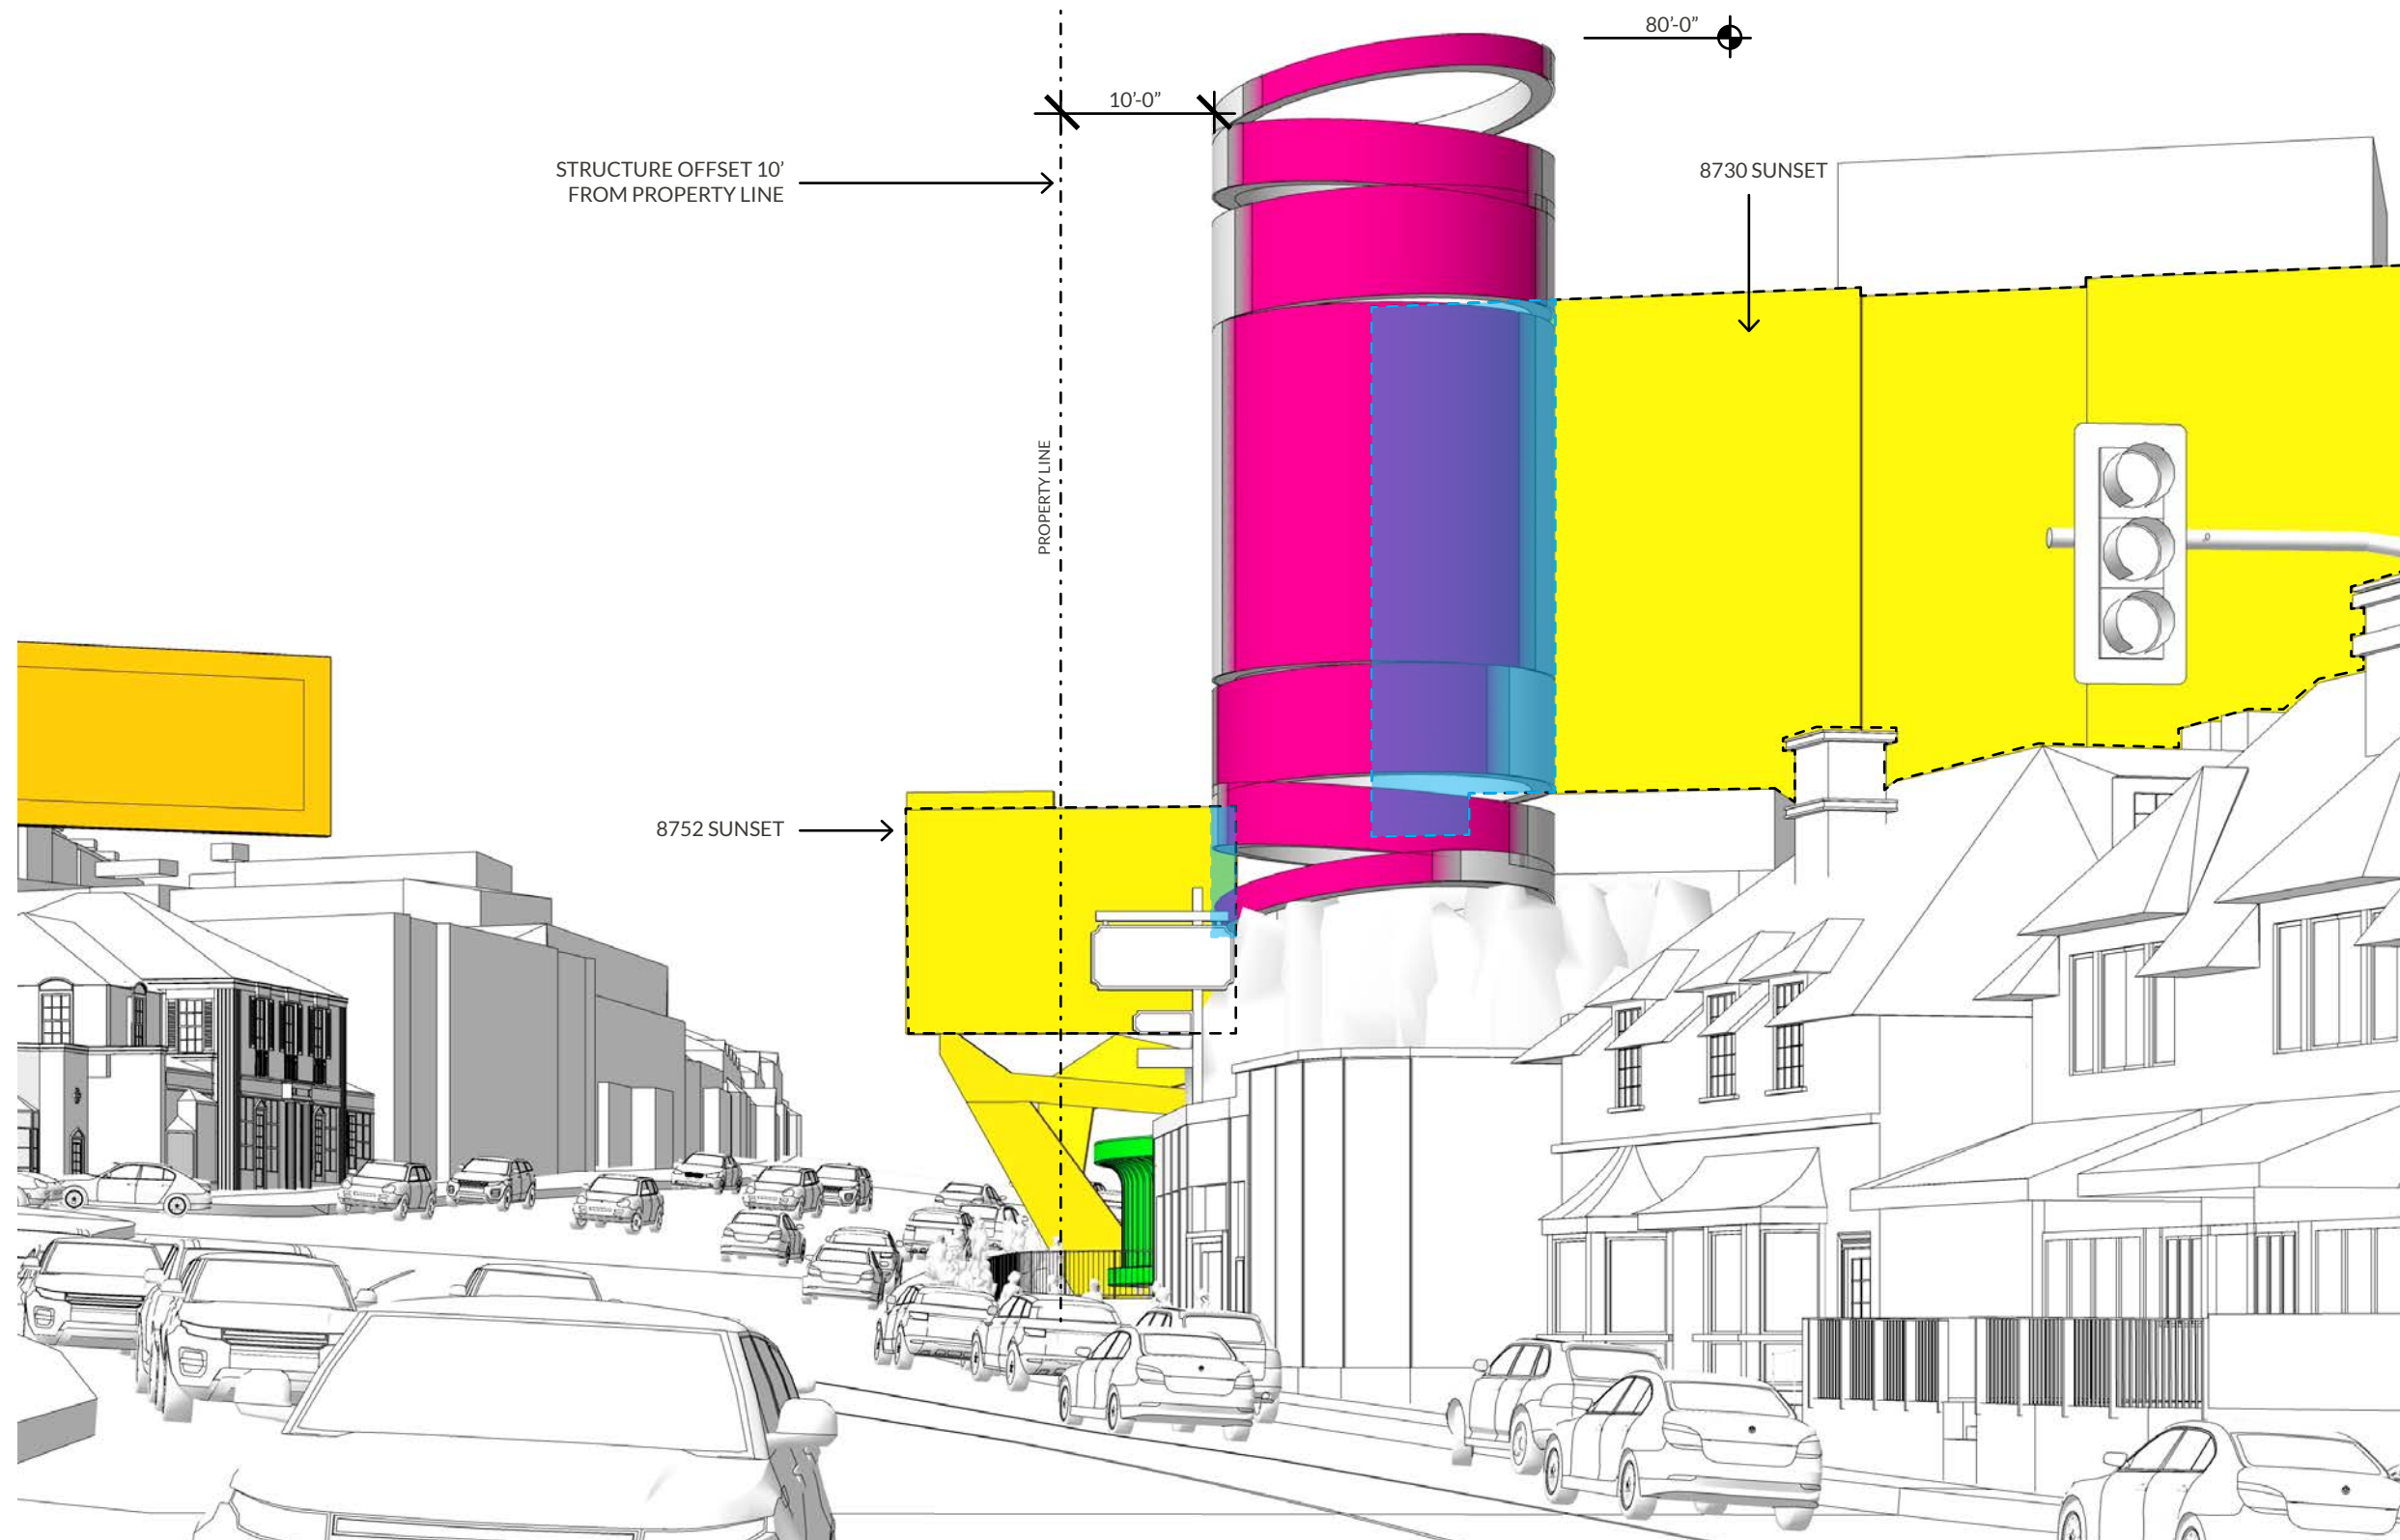 80’-0”
10’-0”
STRUCTURE OFFSET 10’
FROM PROPERTY LINE
8730 SUNSET
PROPERTY LINE
8752 SUNSET